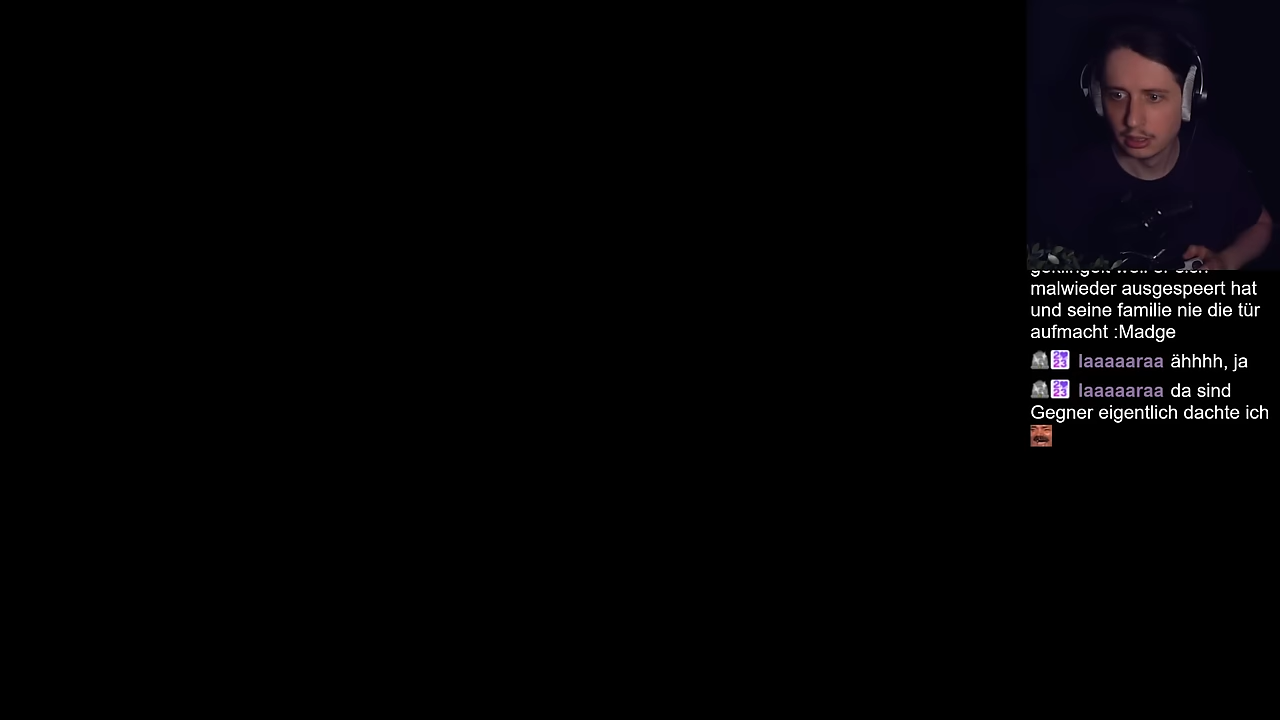 malwieder ausgespeert hat
und seine familie nie die tür
aufmacht :Madge
laaaaaraa ähhhh, ja
laaaaaraa da sind
Gegner eigentlich dachte ich